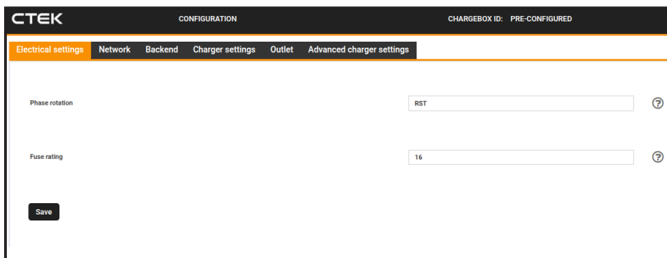 CTEK CONFIGURATION CHARGEBOX ID: PRE-CONFIGURED
Electrical settings Network Backend Charger settings Outlet Advanced charger settings
Phase rotation RST ?
Fuse rating 16 ?
Save